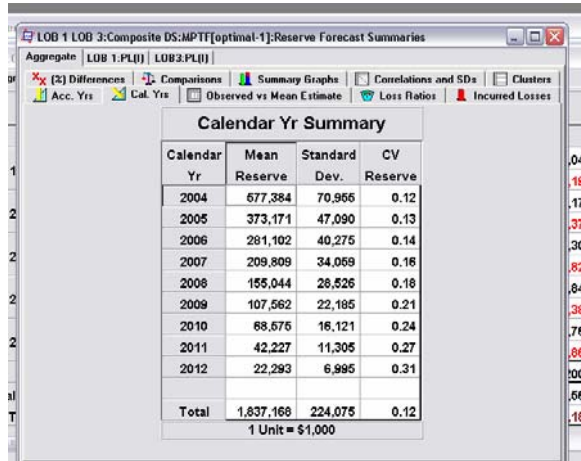 LOB 1 LOB 3:Composite DS:MPTF[optimal-1]:Reserve Forecast Summaries
Aggregate LOB 1:PL(I) LOB3:PL(I)
(%) Differences Comparisons Summary Graphs Correlations and SDs Clusters
Acc. Yrs Cal. Yrs Observed vs Mean Estimate Loss Ratios Incurred Losses
Calendar Yr Summary
Calendar Mean Standard CV
Yr Reserve Dev. Reserve
2004 577,384 70,955 0.12
2005 373,171 47,090 0.13
2006 281,102 40,275 0.14
2007 209,809 34,059 0.16
2008 155,044 28,526 0.18
2009 107,562 22,185 0.21
2010 68,575 16,121 0.24
2011 42,227 11,305 0.27
2012 22,293 6,995 0.31
Total 1,837,168 224,075 0.12
1 Unit = $1,000